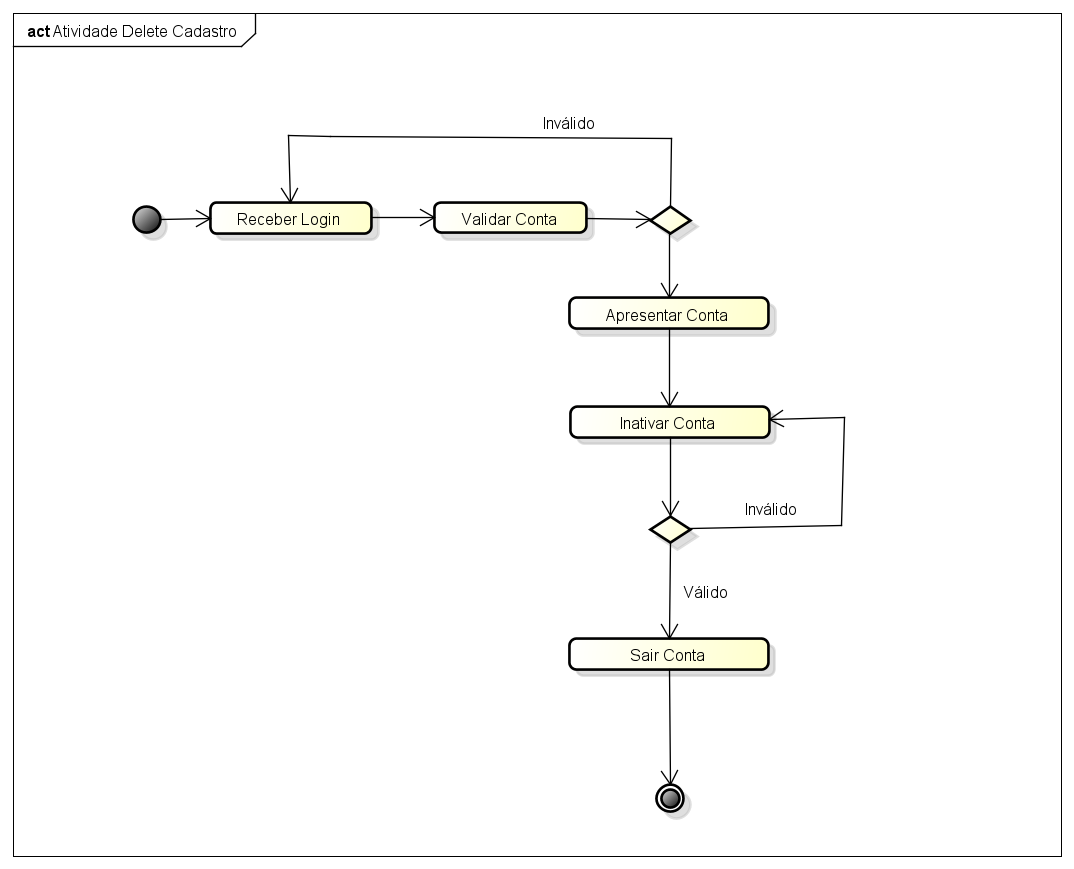 act Atividade Delete Cadastro
Inválido
Receber Login
Validar Conta
Apresentar Conta
Inativar Conta
Inválido
Válido
Sair Conta